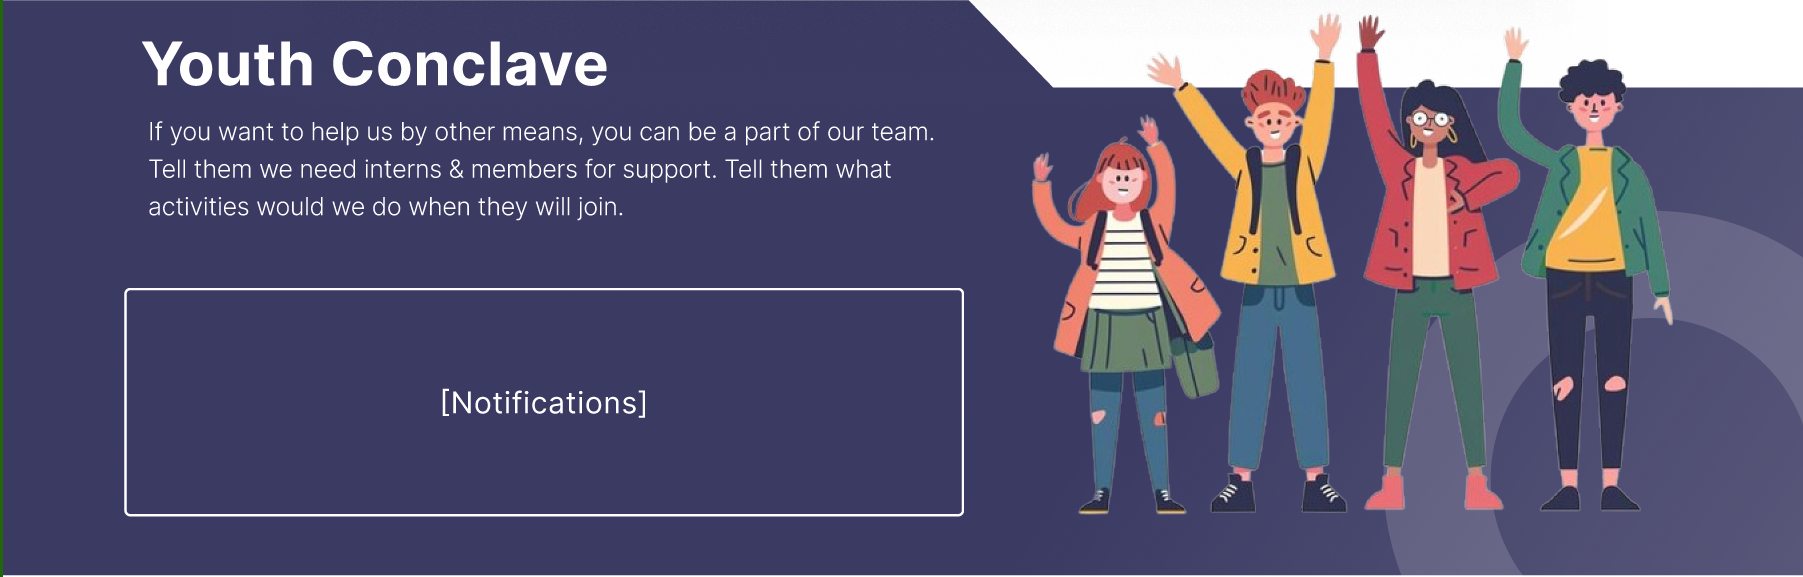 Youth Conclave
If you want to help us by other means, you can be a part of our team.
Tell them we need interns & members for support. Tell them what
activities would we do when they will join.
[Notifications]